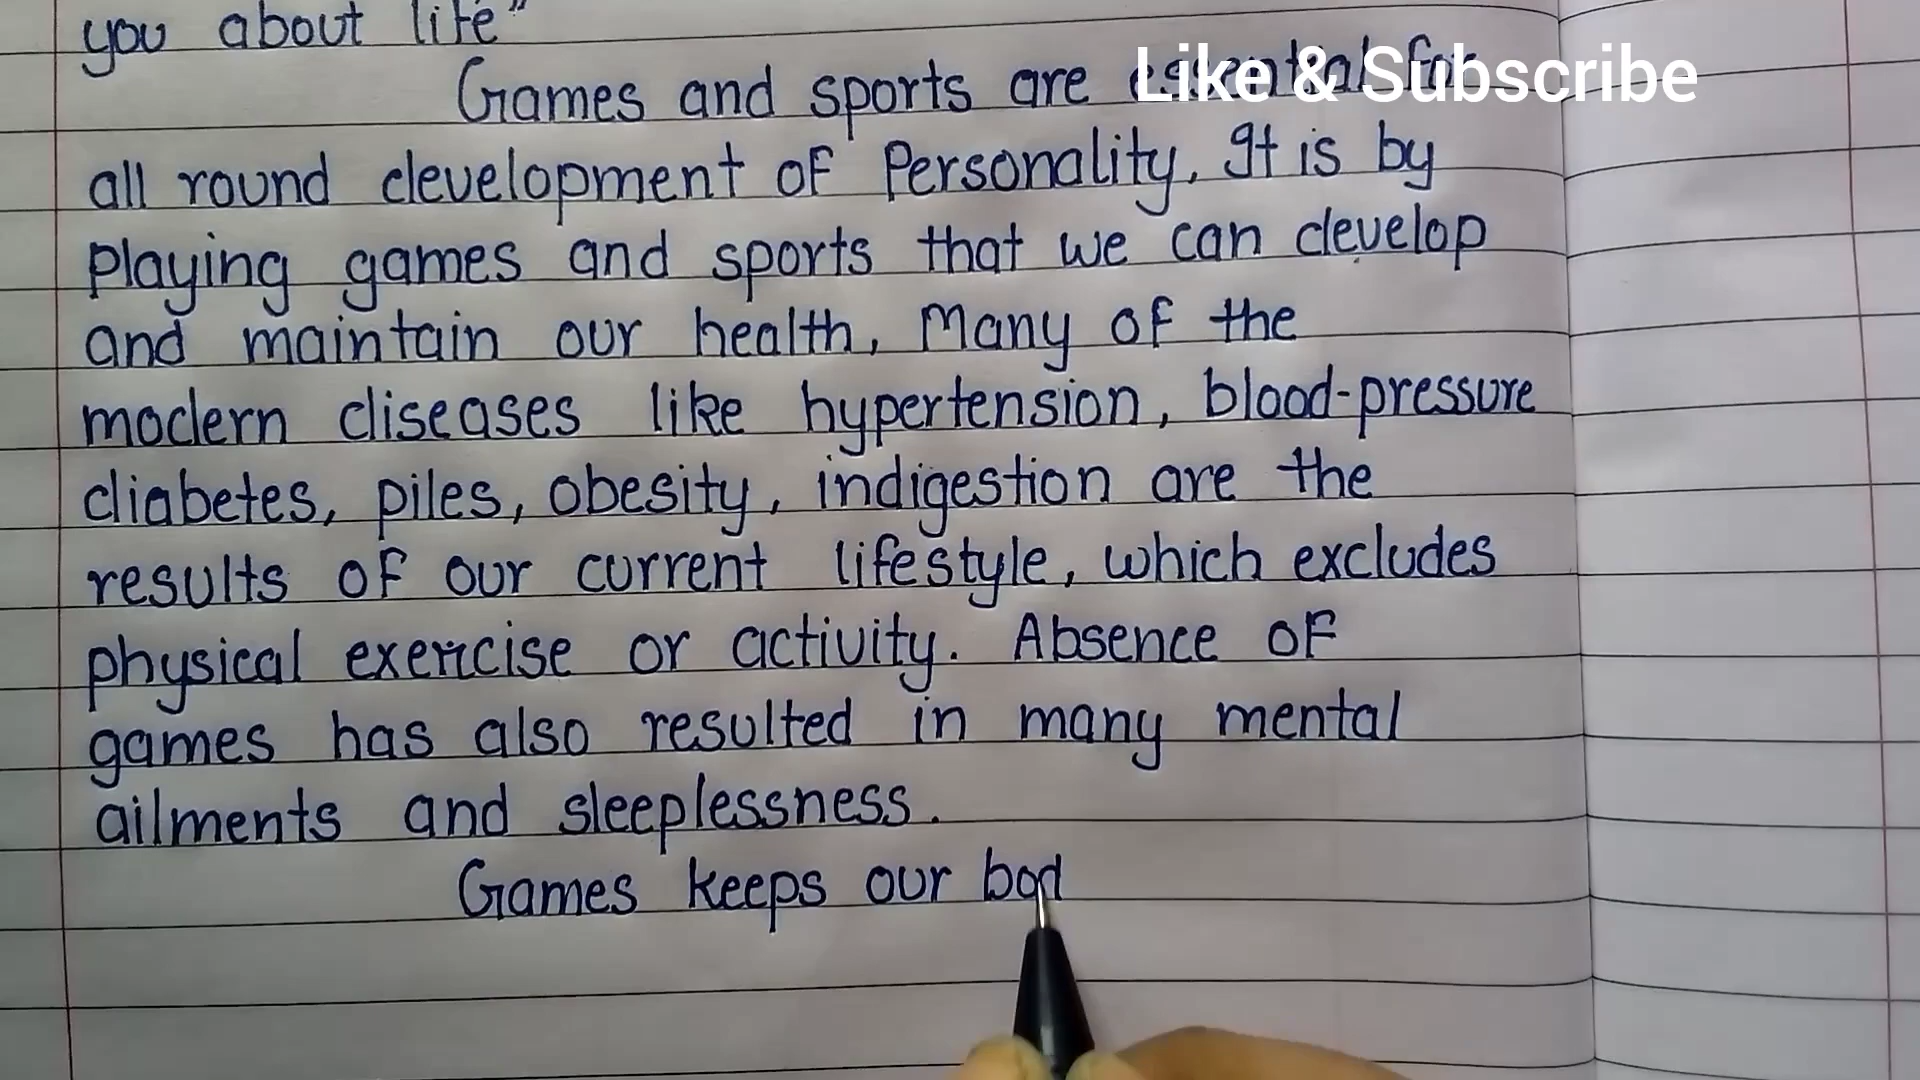 you about life"
Like & Subscribe
Games and sports are essential for
all round development of Personality. It is by
playing games and sports that we can develop
and maintain our health, Many of the
modern diseases like hypertension, blood-pressure
diabetes, piles, obesity, indigestion are the
results of our current lifestyle, which excludes
physical exercise or activity. Absence of
games has also resulted in many mental
ailments and sleeplessness.
Games keeps our bod